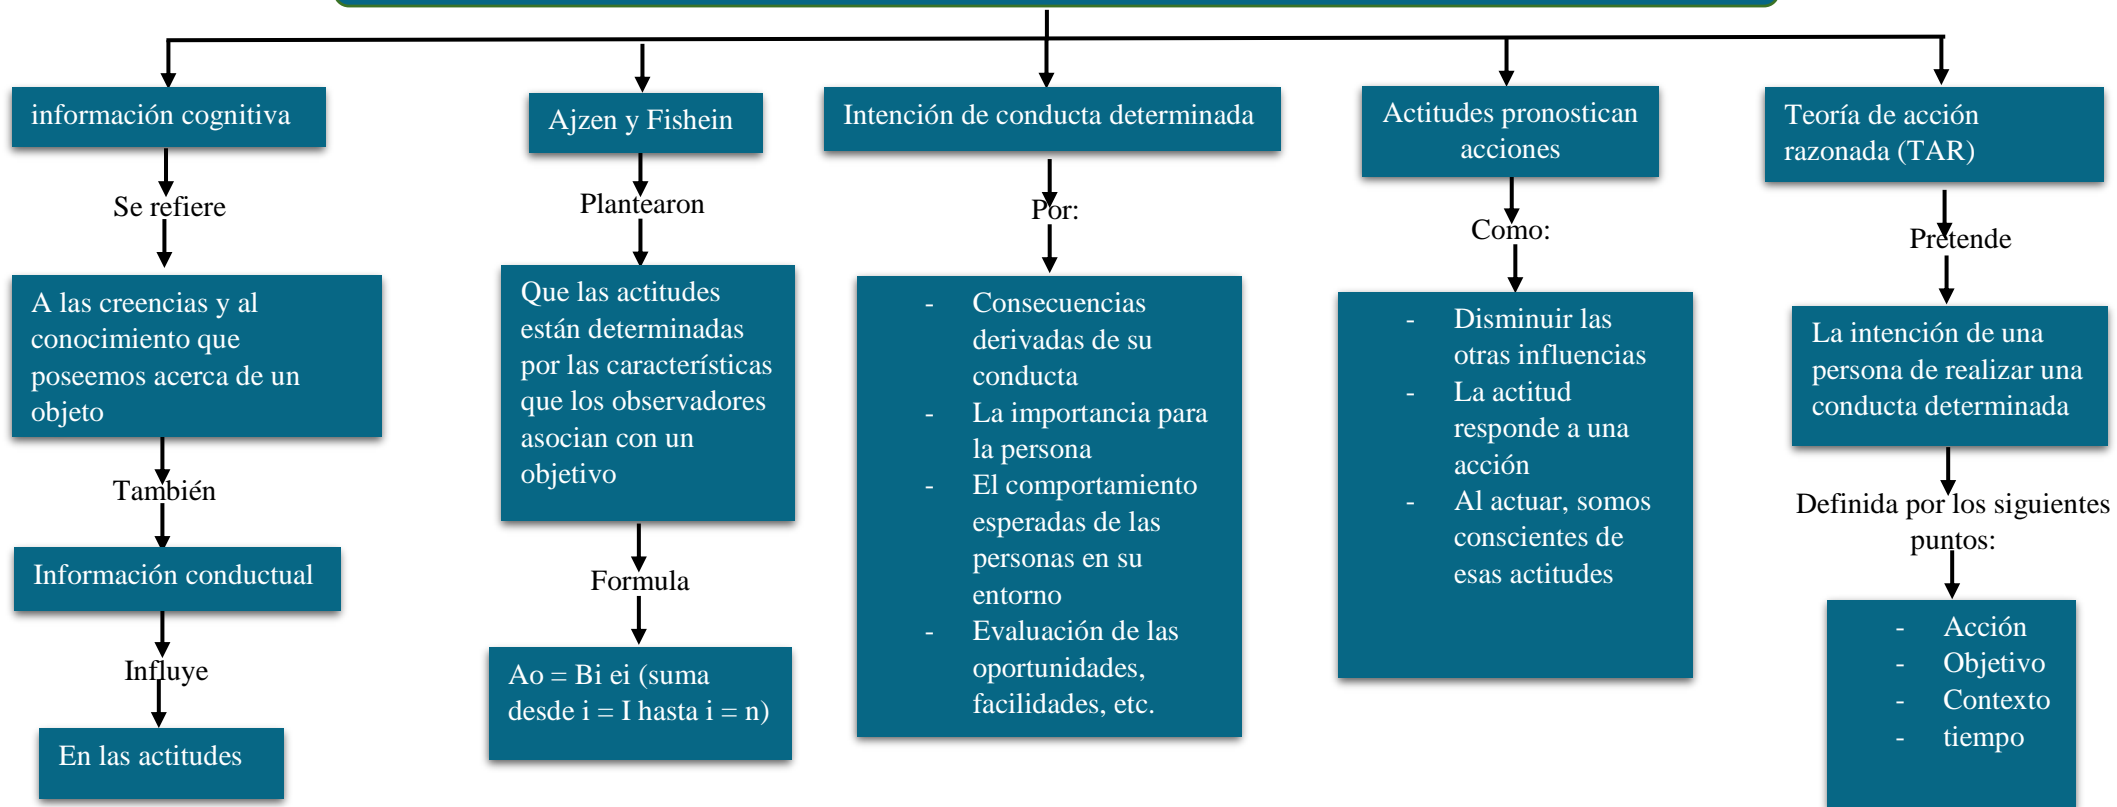 información cognitiva
Se refiere
A las creencias y al
conocimiento que
poseemos acerca de un
objeto
También
Información conductual
Influye
En las actitudes
Ajzen y Fishein
Plantearon
Que las actitudes
están determinadas
por las características
que los observadores
asocian con un
objetivo
Formula
Ao = Bi ei (suma
desde i = I hasta i = n)
Intención de conducta determinada
Por:
- Consecuencias
derivadas de su
conducta
- La importancia para
la persona
- El comportamiento
esperadas de las
personas en su
entorno
- Evaluación de las
oportunidades,
facilidades, etc.
Actitudes pronostican
acciones
Como:
- Disminuir las
otras influencias
- La actitud
responde a una
acción
- Al actuar, somos
conscientes de
esas actitudes
Teoría de acción
razonada (TAR)
Pretende
La intención de una
persona de realizar una
conducta determinada
Definida por los siguientes
puntos:
- Acción
- Objetivo
- Contexto
- tiempo